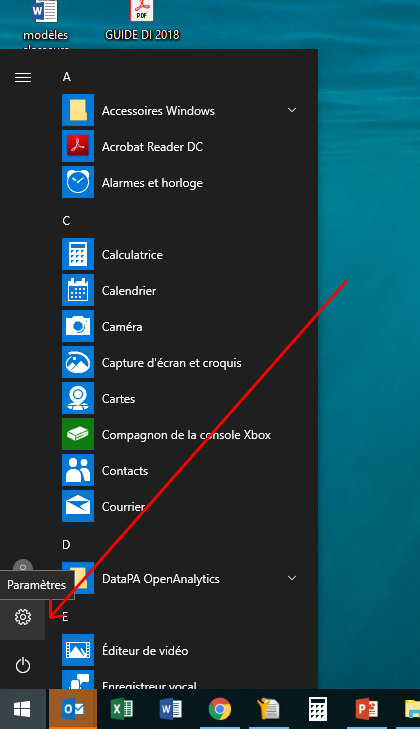 modèles
GUIDE DI 2018
A
Accessoires Windows
Acrobat Reader DC
Alarmes et horloge
C
Calculatrice
Calendrier
Caméra
Capture d'écran et croquis
Cartes
Compagnon de la console Xbox
Contacts
Courrier
D
DataPA OpenAnalytics
Paramètres
E
Éditeur de vidéo
Enregistreur vocal